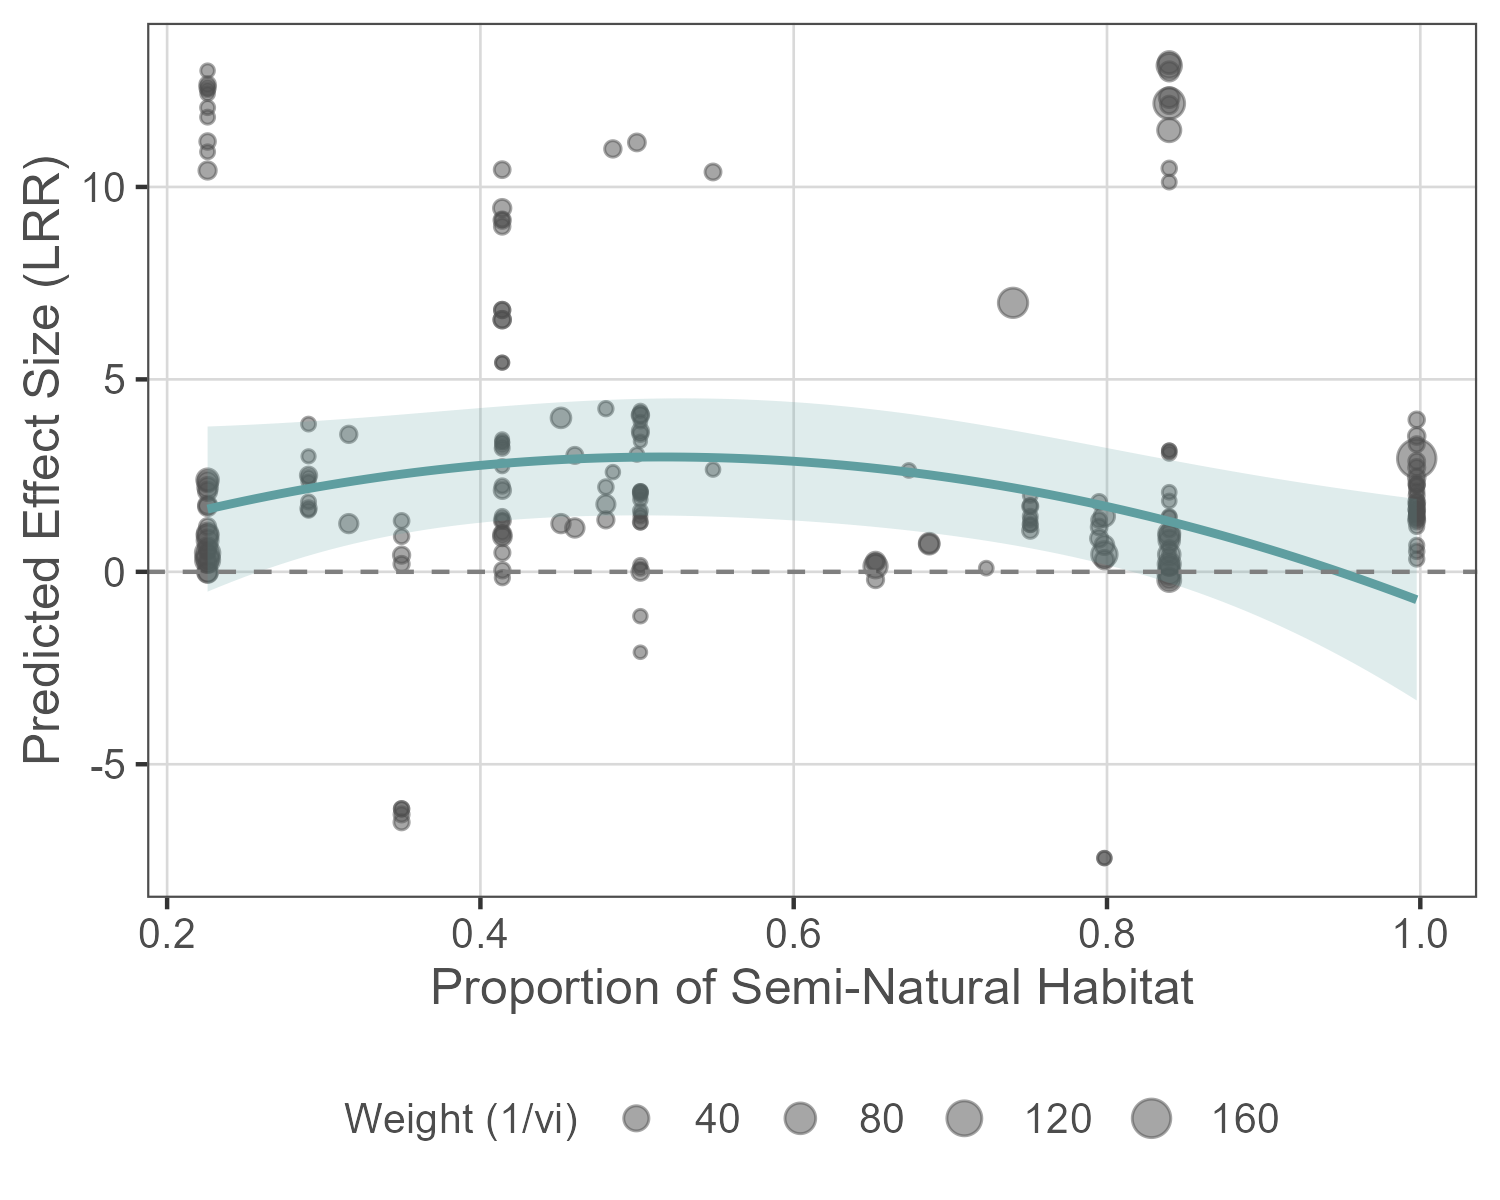 Predicted Effect Size (LRR)
10
5
0
-5
0.2 0.4 0.6 0.8 1.0
Proportion of Semi-Natural Habitat
Weight (1/vi) 40 80 120 160